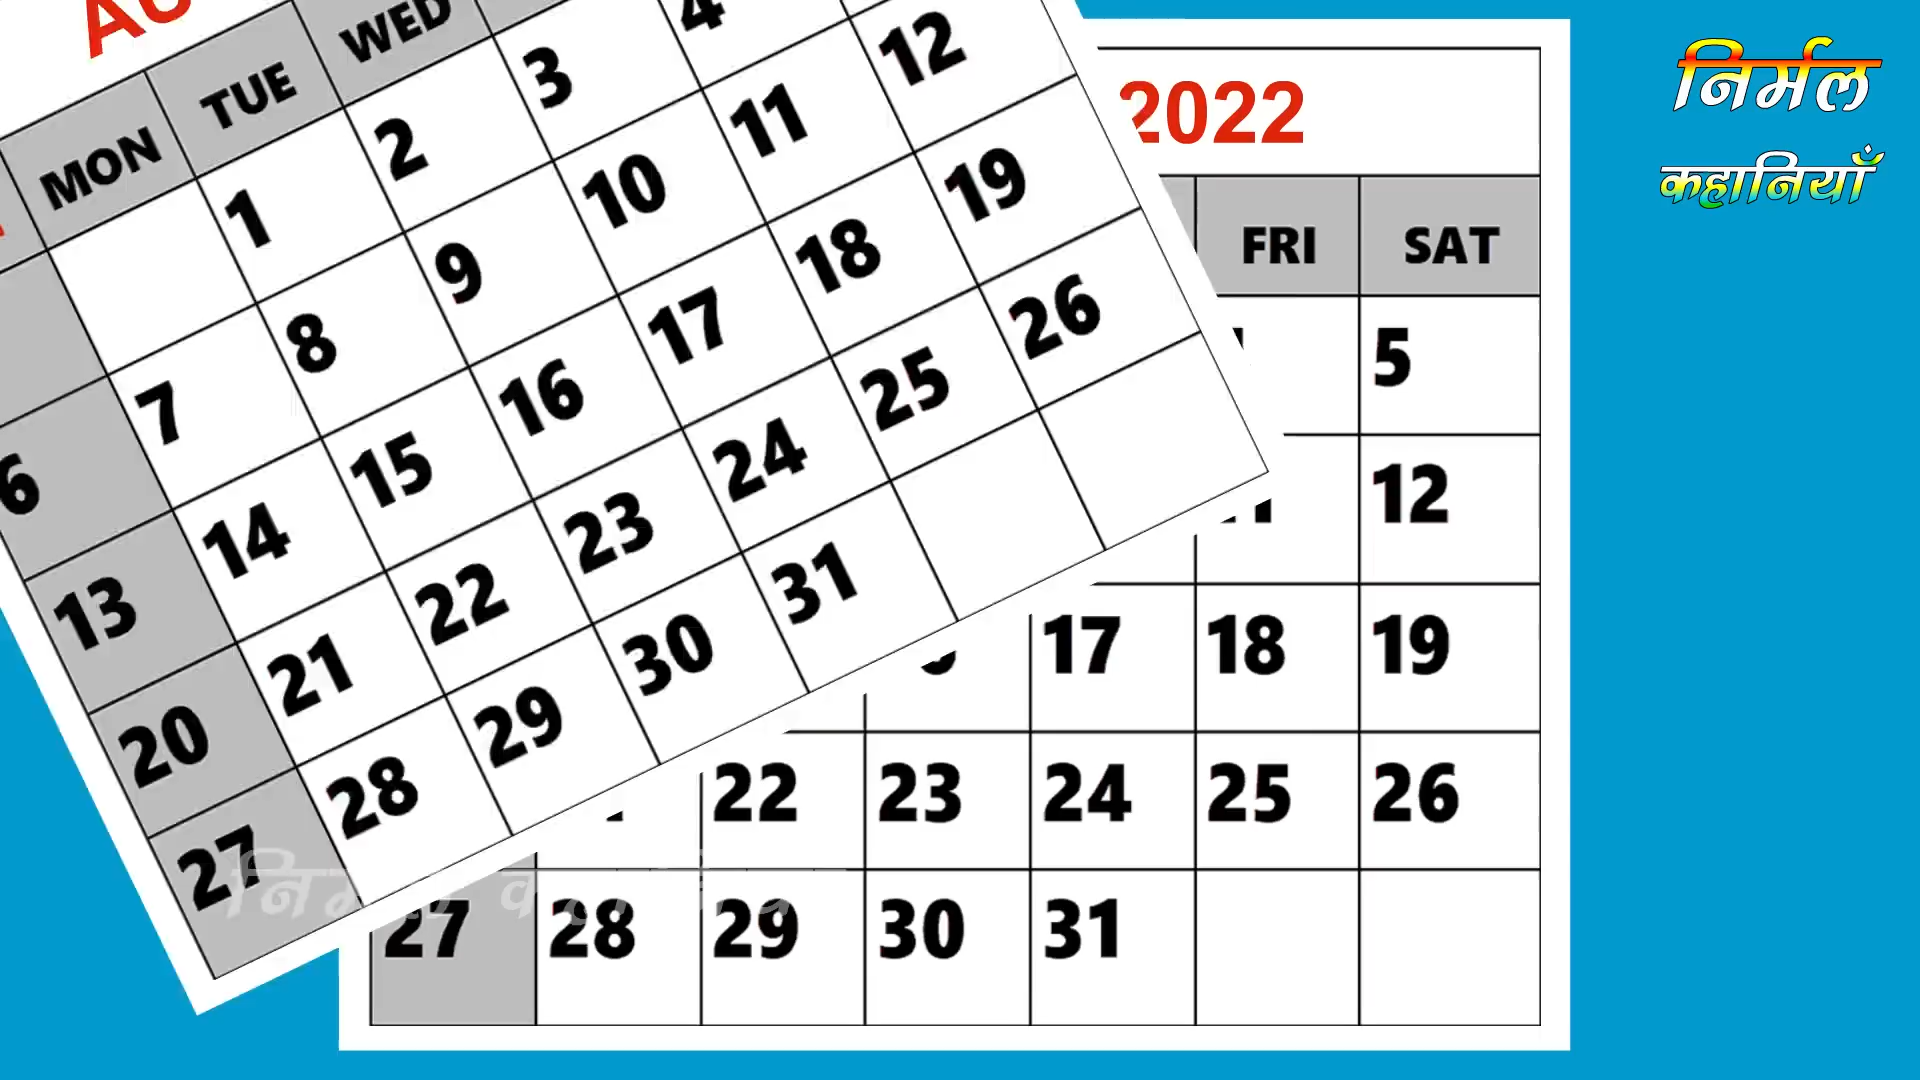 MON TUE WED
1 2 3 4
6 7 8 9 10 11 12
13 14 15 16 17 18 19
20 21 22 23 24 25 26
27 28 29 30 31
2022
FRI SAT
5
12
17 18 19
22 23 24 25 26
27 28 29 30 31
निर्मल
कहानियाँ